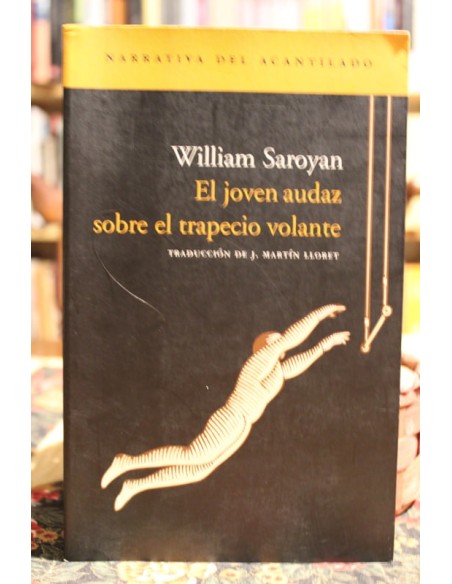 NARRATIVA DEL ACANTILADO
William Saroyan
El joven audaz
sobre el trapecio volante
TRADUCCIÓN DE J. MARTÍN LLORET